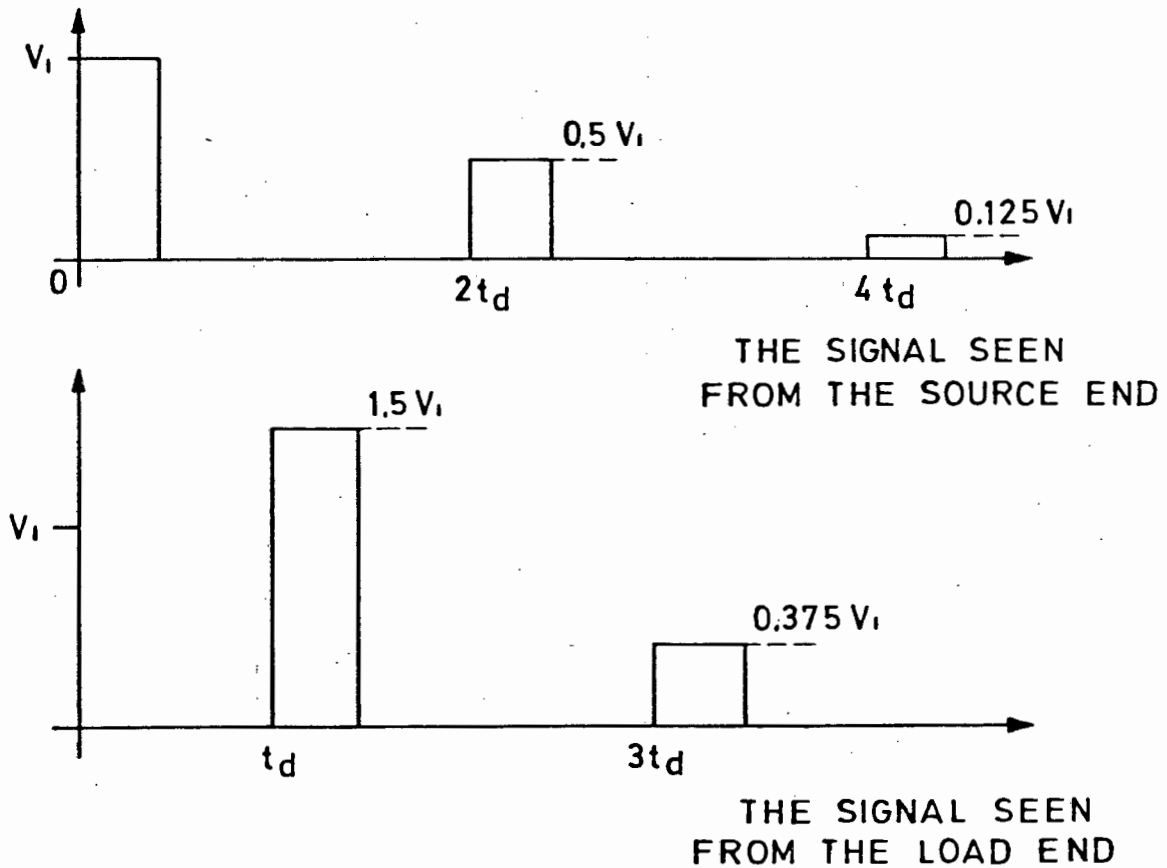 V₁
0,5 V₁
0.125 V₁
0
2t_d
4 t_d
THE SIGNAL SEEN
FROM THE SOURCE END
1,5 V₁
V₁
0,375 V₁
t_d
3t_d
THE SIGNAL SEEN
FROM THE LOAD END